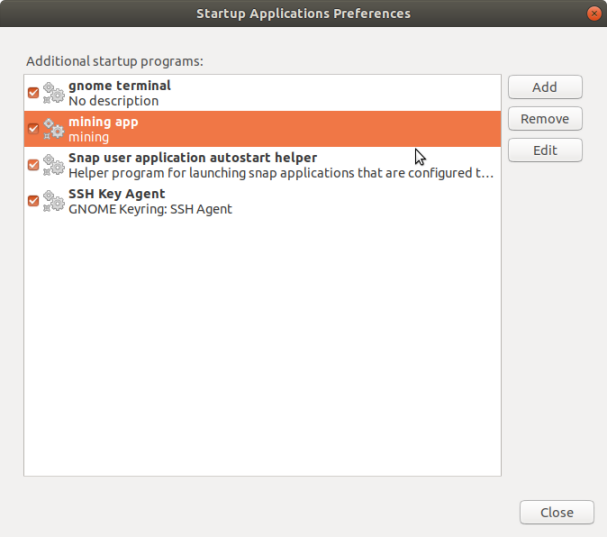 Startup Applications Preferences
Additional startup programs:
gnome terminal
No description
mining app
mining
Snap user application autostart helper
Helper program for launching snap applications that are configured t...
SSH Key Agent
GNOME Keyring: SSH Agent
Add
Remove
Edit
Close